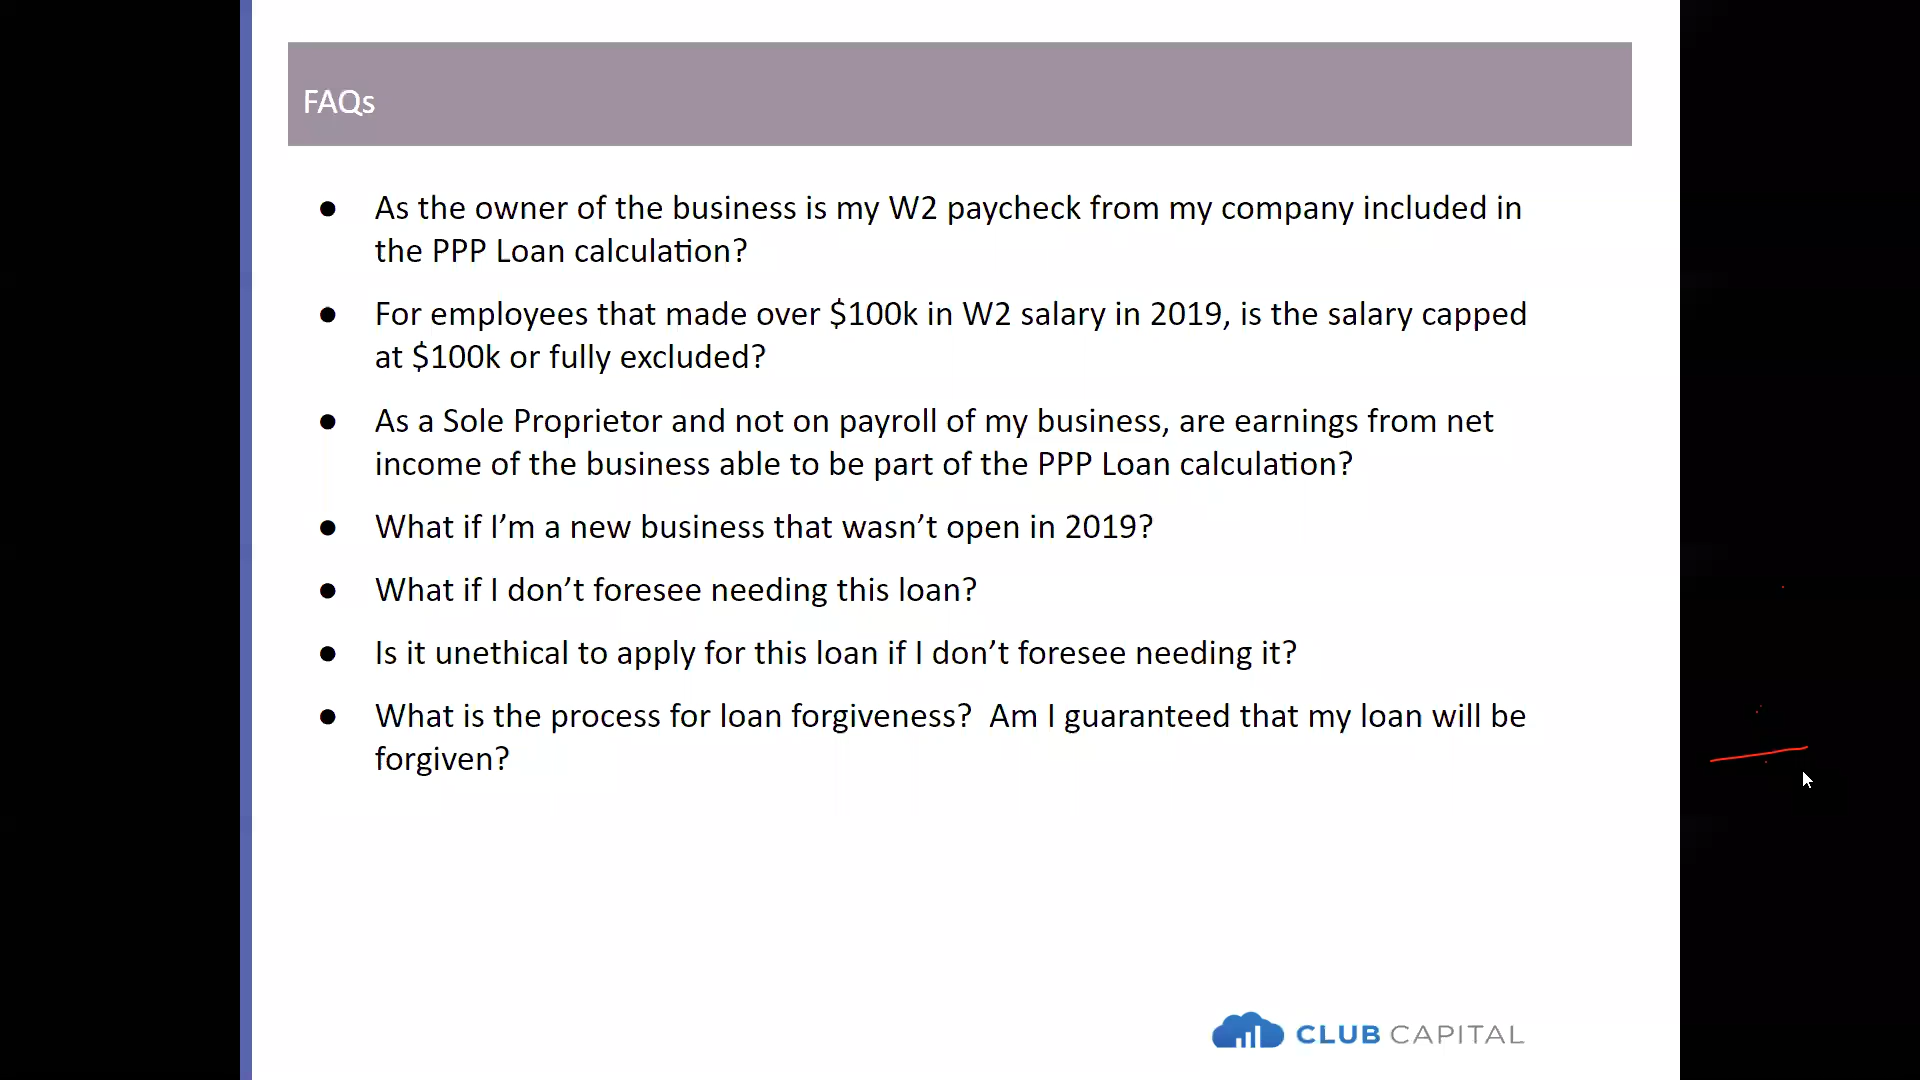 FAQs
● As the owner of the business is my W2 paycheck from my company included in
the PPP Loan calculation?
● For employees that made over $100k in W2 salary in 2019, is the salary capped
at $100k or fully excluded?
● As a Sole Proprietor and not on payroll of my business, are earnings from net
income of the business able to be part of the PPP Loan calculation?
● What if I’m a new business that wasn’t open in 2019?
● What if I don’t foresee needing this loan?
● Is it unethical to apply for this loan if I don’t foresee needing it?
● What is the process for loan forgiveness?  Am I guaranteed that my loan will be
forgiven?
CLUB CAPITAL